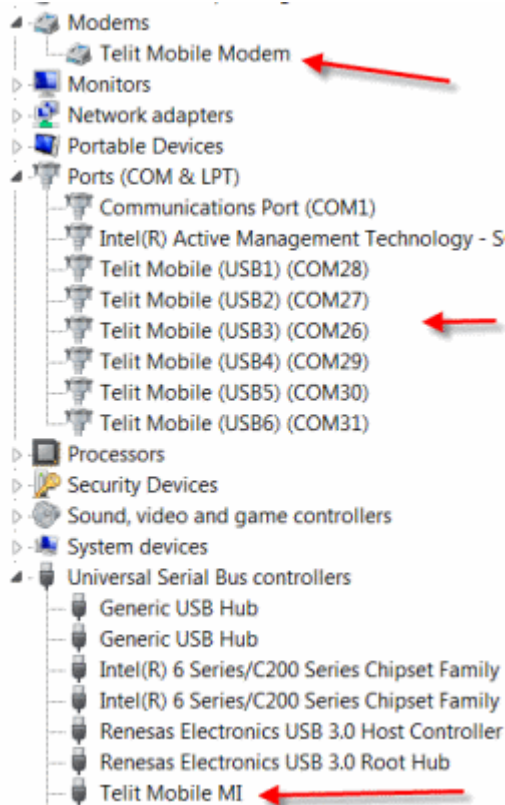 Modems
Telit Mobile Modem
Monitors
Network adapters
Portable Devices
Ports (COM & LPT)
Communications Port (COM1)
Intel(R) Active Management Technology - S
Telit Mobile (USB1) (COM28)
Telit Mobile (USB2) (COM27)
Telit Mobile (USB3) (COM26)
Telit Mobile (USB4) (COM29)
Telit Mobile (USB5) (COM30)
Telit Mobile (USB6) (COM31)
Processors
Security Devices
Sound, video and game controllers
System devices
Universal Serial Bus controllers
Generic USB Hub
Generic USB Hub
Intel(R) 6 Series/C200 Series Chipset Family
Intel(R) 6 Series/C200 Series Chipset Family
Renesas Electronics USB 3.0 Host Controller
Renesas Electronics USB 3.0 Root Hub
Telit Mobile MI